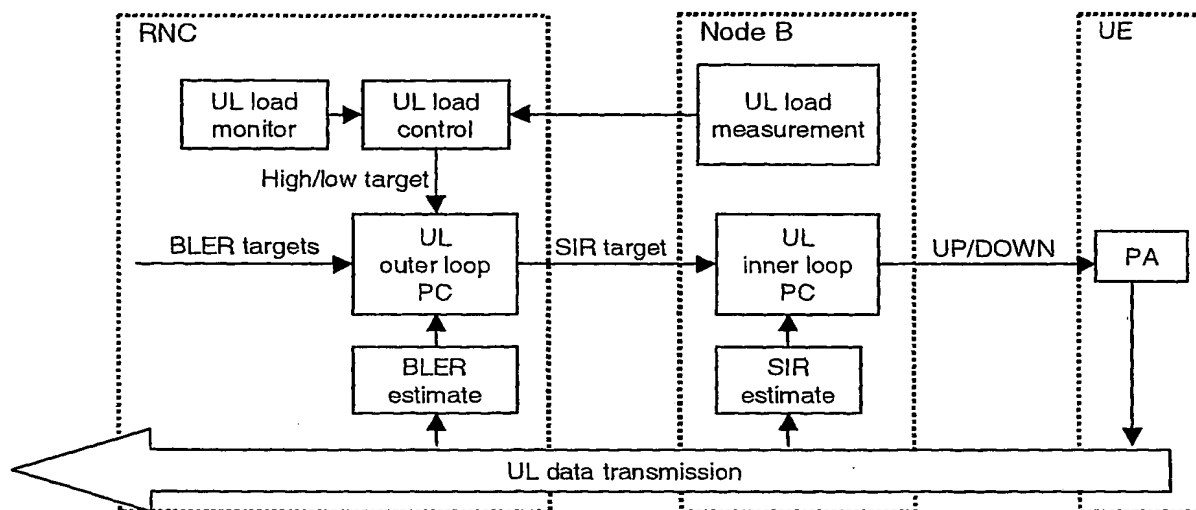 RNC
Node B
UE
UL load
monitor
UL load
control
UL load
measurement
High/low target
BLER targets
UL
outer loop
PC
SIR target
UL
inner loop
PC
UP/DOWN
PA
BLER
estimate
SIR
estimate
UL data transmission